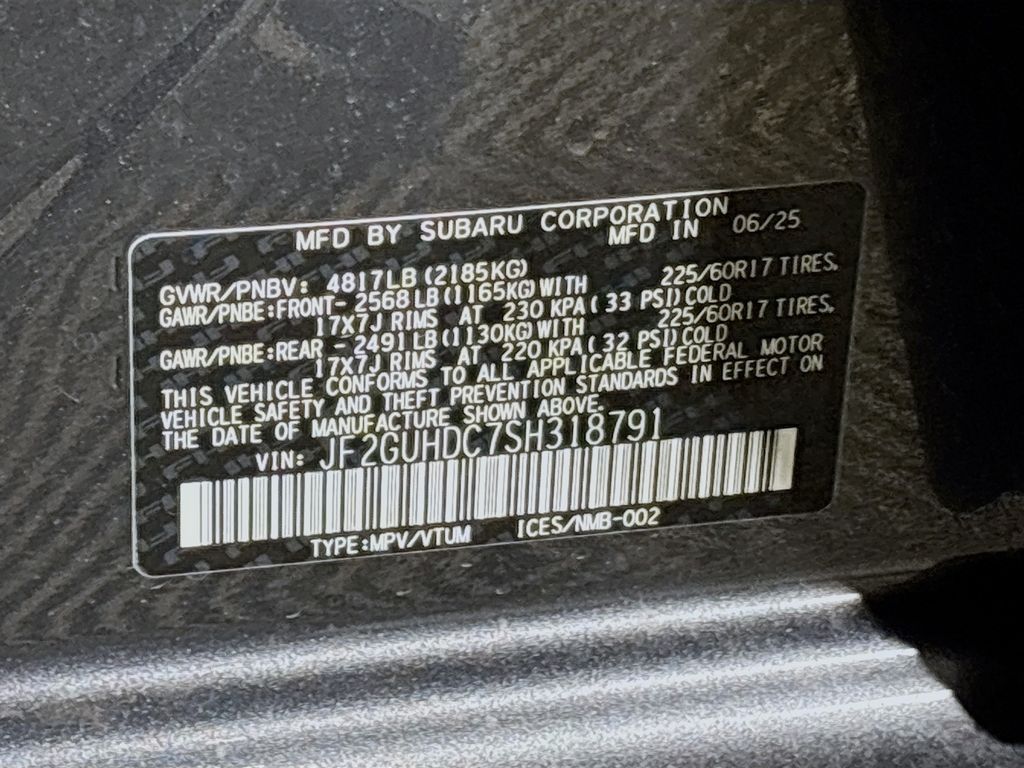 MFD BY SUBARU CORPORATION
MFD IN 06/25
GVWR/PNBV: 4817LB(2185KG)
GAWR/PNBE:FRONT- 2568LB(1165KG)WITH 225/60R17 TIRES,
17X7J RIMS AT 230 KPA( 33 PSI)COLD
GAWR/PNBE:REAR - 2491LB(1130KG)WITH 225/60R17 TIRES,
17X7J RIMS AT 220 KPA( 32 PSI)COLD
THIS VEHICLE CONFORMS TO ALL APPLICABLE FEDERAL MOTOR
VEHICLE SAFETY AND THEFT PREVENTION STANDARDS IN EFFECT ON
THE DATE OF MANUFACTURE SHOWN ABOVE.
VIN: JF2GUHDC7SH318791
TYPE:MPV/VTUM ICES/NMB-002